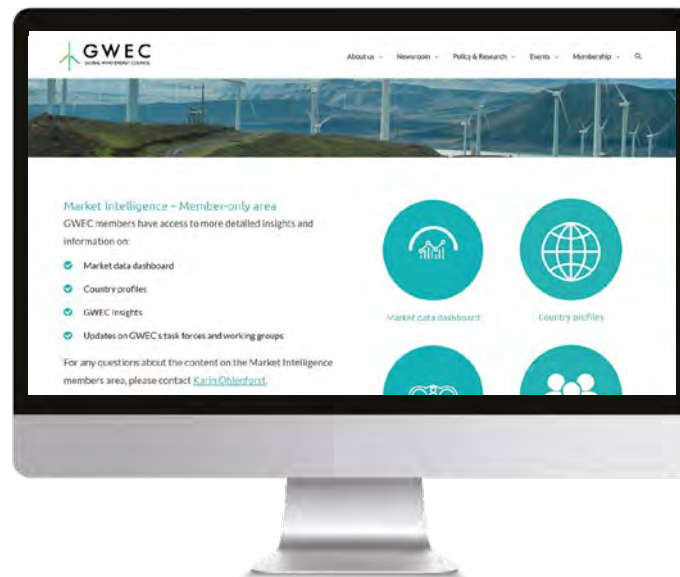 GWEC
GLOBAL WIND ENERGY COUNCIL
About us
Newsroom
Policy & Research
Events
Membership
Market Intelligence – Member-only area
GWEC members have access to more detailed insights and
information on:
Market data dashboard
Country profiles
GWEC Insights
Updates on GWEC's task forces and working groups
For any questions about the content on the Market Intelligence
members area, please contact Karin Ohlenforst.
Market data dashboard
Country profiles